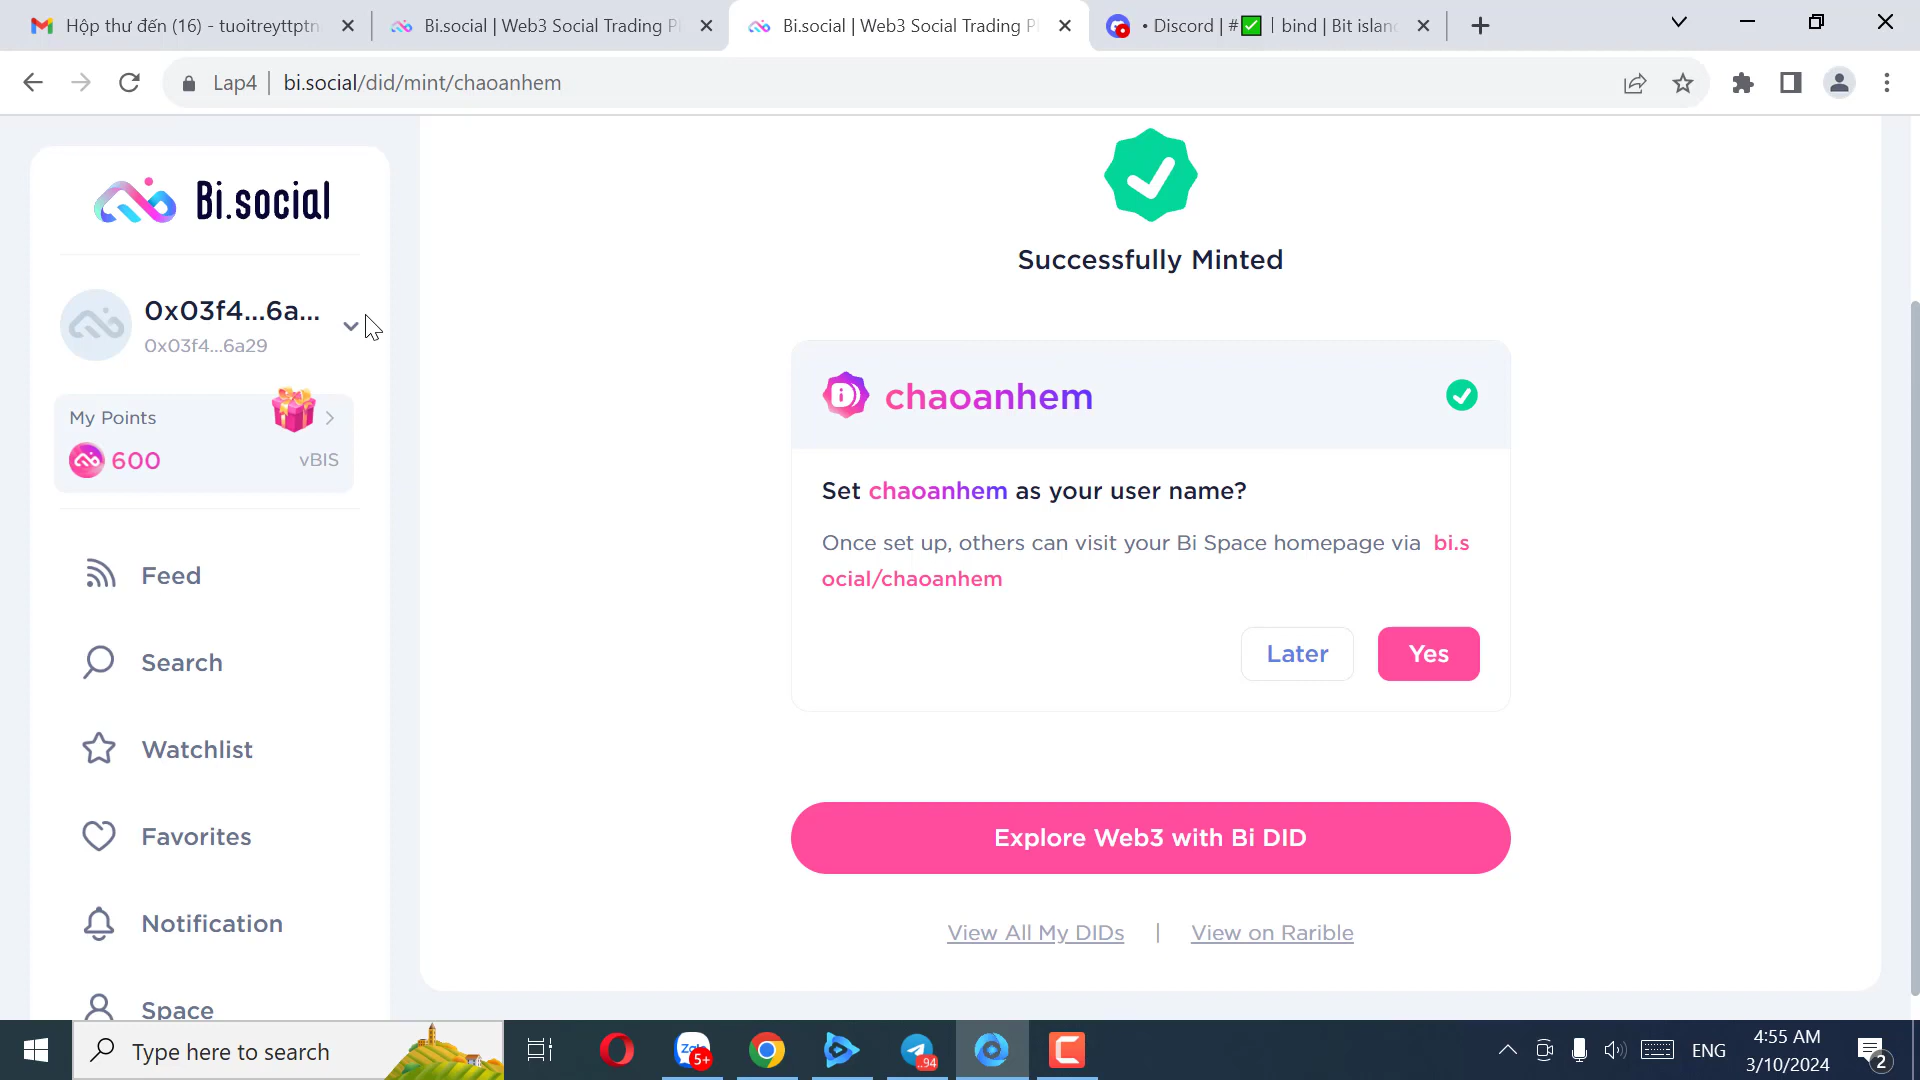 Hộp thư đến (16) - tuoitreyttptn
Bi.social | Web3 Social Trading Pl
Bi.social | Web3 Social Trading P
• Discord | #✅ | bind | Bit islan
Lap4
bi.social/did/mint/chaoanhem
Bi.social
0x03f4...6a...
0x03f4...6a29
My Points
600
vBIS
Feed
Search
Watchlist
Favorites
Notification
Space
Successfully Minted
chaoanhem
Set chaoanhem as your user name?
Once set up, others can visit your Bi Space homepage via bi.s
ocial/chaoanhem
Later
Yes
Explore Web3 with Bi DID
View All My DIDs | View on Rarible
Type here to search
5+
..94
ENG
4:55 AM
3/10/2024
2